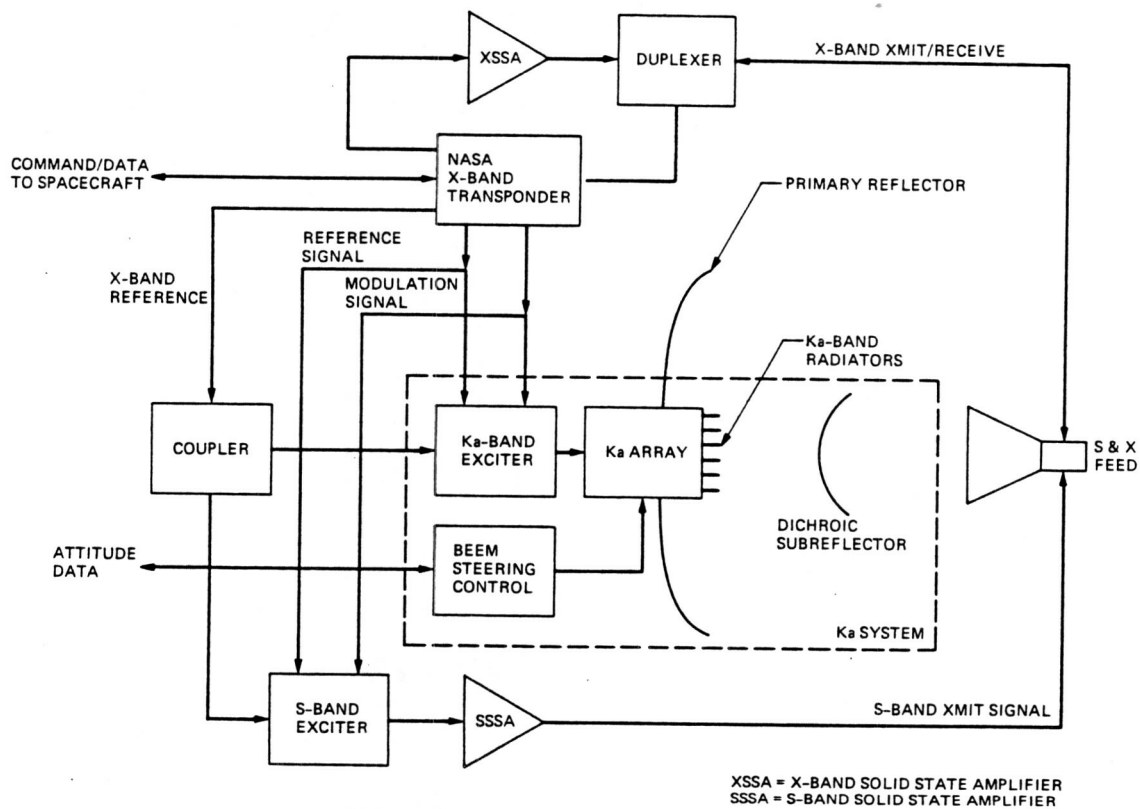 XSSA
DUPLEXER
X-BAND XMIT/RECEIVE
COMMAND/DATA
TO SPACECRAFT
NASA
X-BAND
TRANSPONDER
PRIMARY REFLECTOR
REFERENCE
SIGNAL
X-BAND
REFERENCE
MODULATION
SIGNAL
Ka-BAND
RADIATORS
COUPLER
Ka-BAND
EXCITER
Ka ARRAY
S & X
FEED
DICHROIC
SUBREFLECTOR
ATTITUDE
DATA
BEEM
STEERING
CONTROL
Ka SYSTEM
S-BAND
EXCITER
SSSA
S-BAND XMIT SIGNAL
XSSA = X-BAND SOLID STATE AMPLIFIER
SSSA = S-BAND SOLID STATE AMPLIFIER